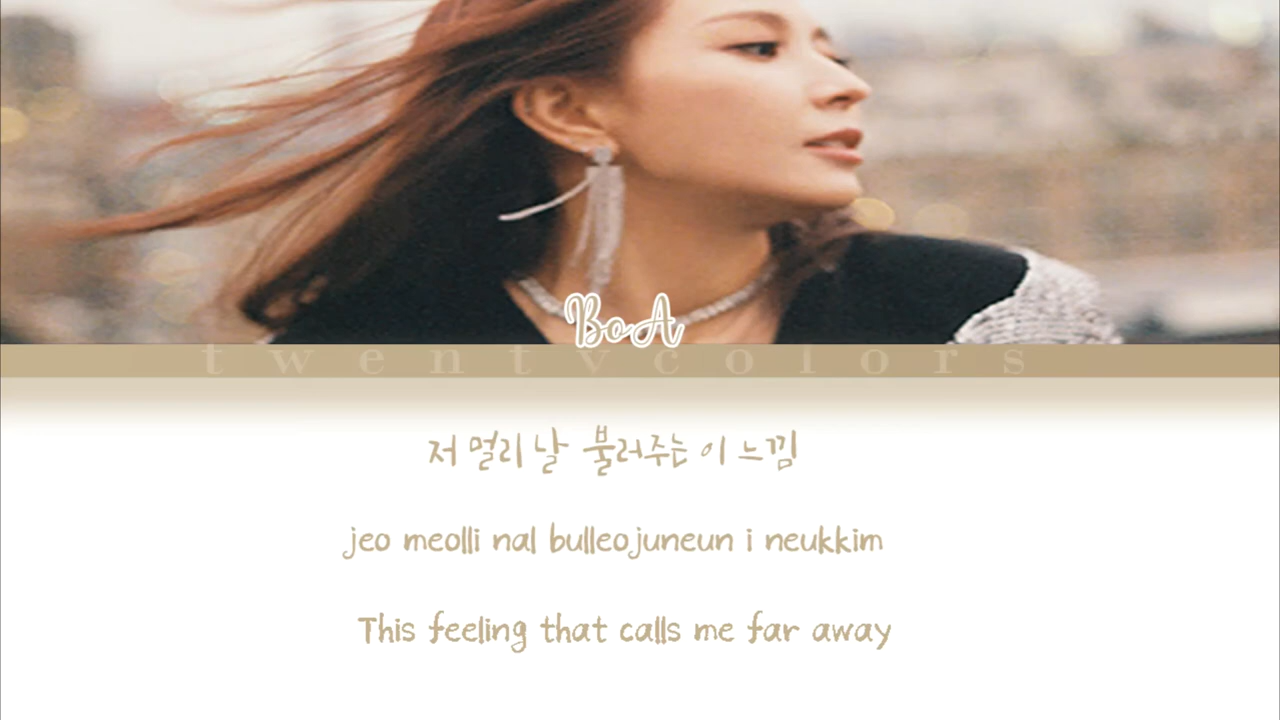 BoA
twentycolors
저 멀리 날 불러주는 이 느낌
jeo meolli nal bulleojuneun i neukkim
This feeling that calls me far away